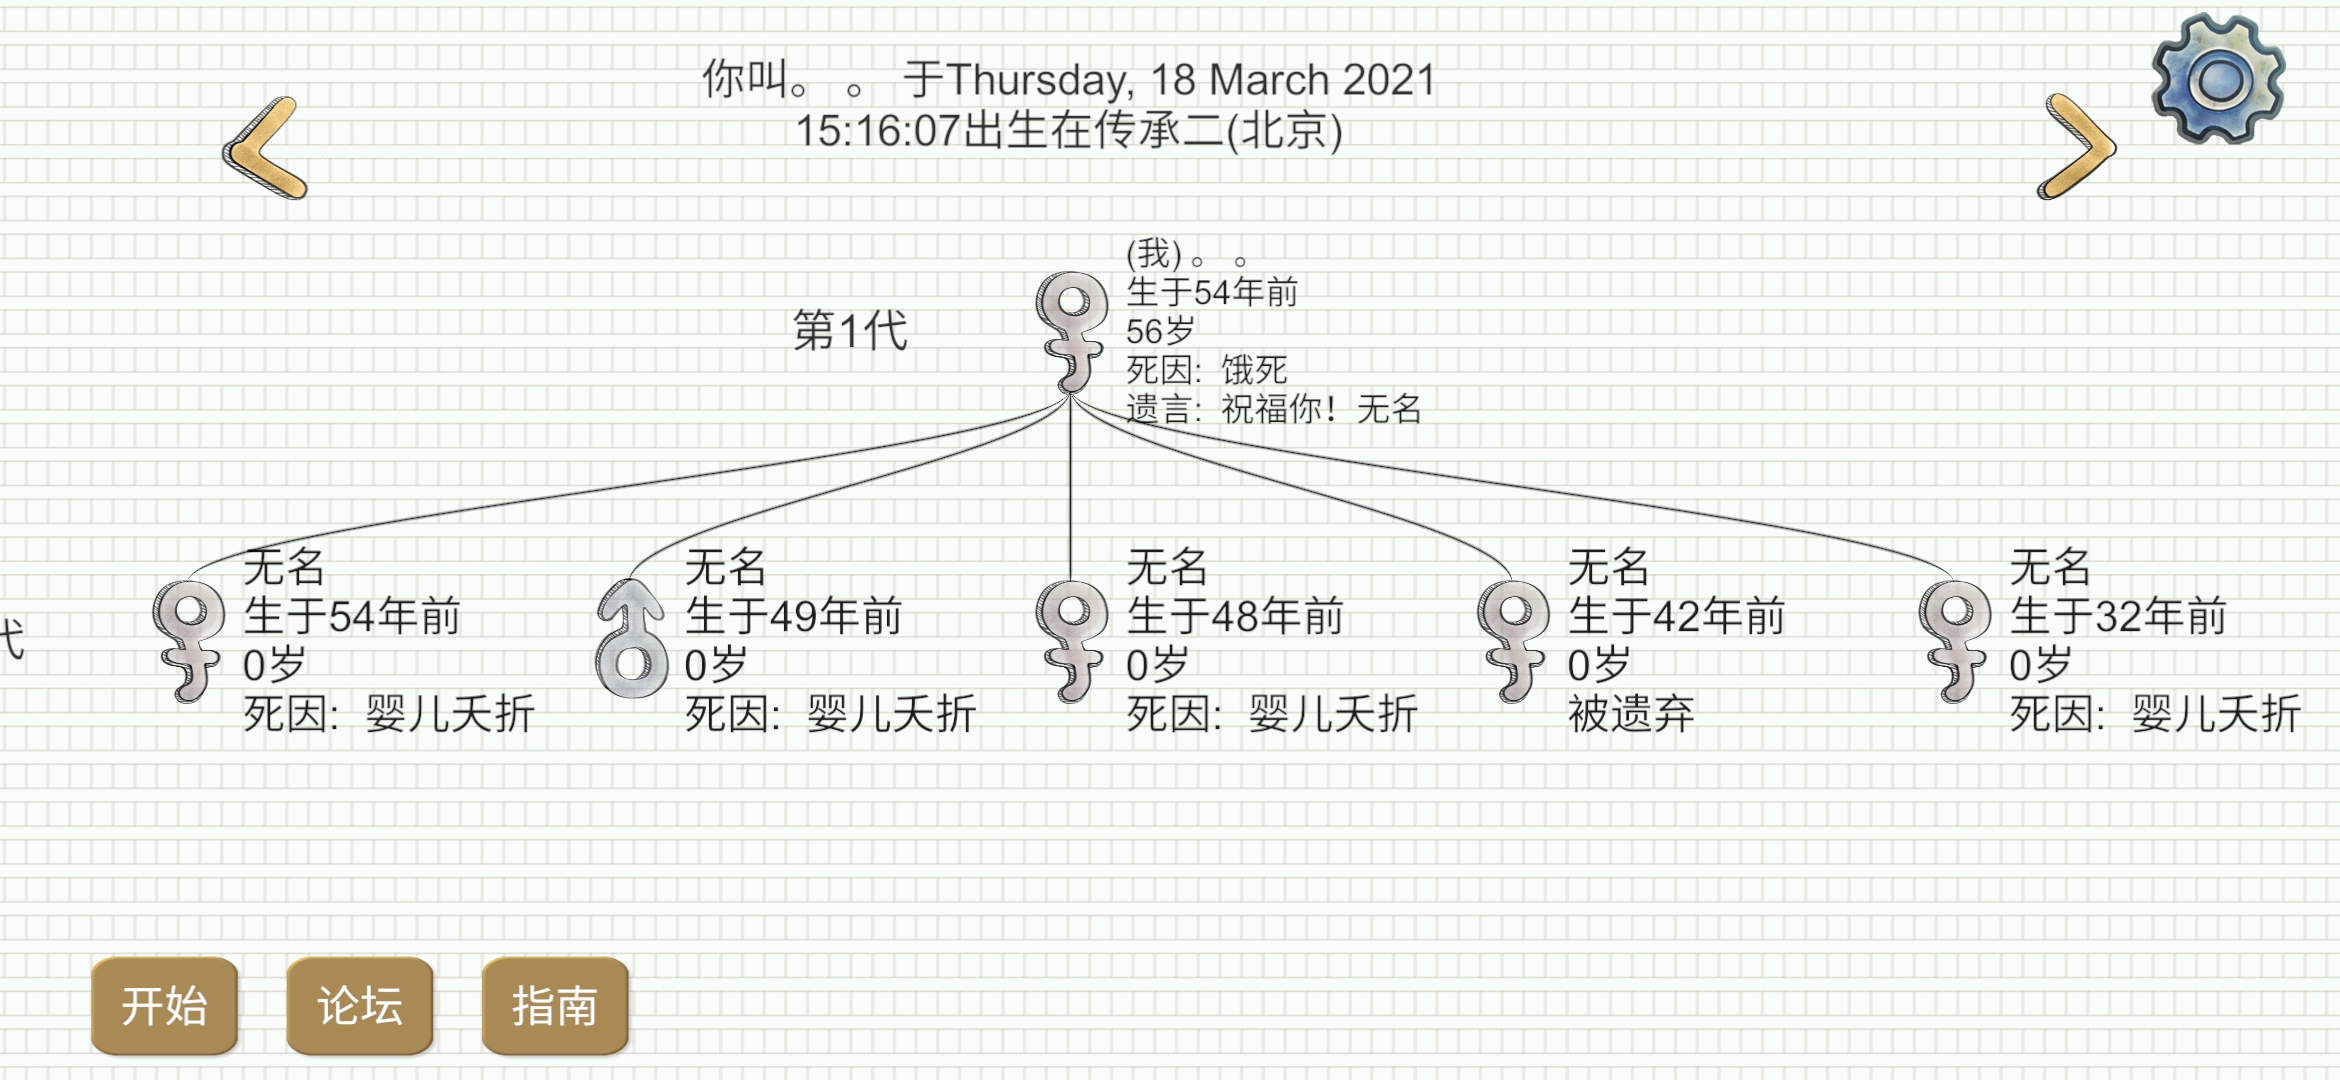 你叫。 。 于Thursday, 18 March 2021
15:16:07出生在传承二(北京)
(我) 。 。
生于54年前
56岁
死因: 饿死
遗言: 祝福你！无名
第1代
代
无名
生于54年前
0岁
死因: 婴儿夭折
无名
生于49年前
0岁
死因: 婴儿夭折
无名
生于48年前
0岁
死因: 婴儿夭折
无名
生于42年前
0岁
被遗弃
无名
生于32年前
0岁
死因: 婴儿夭折
开始
论坛
指南